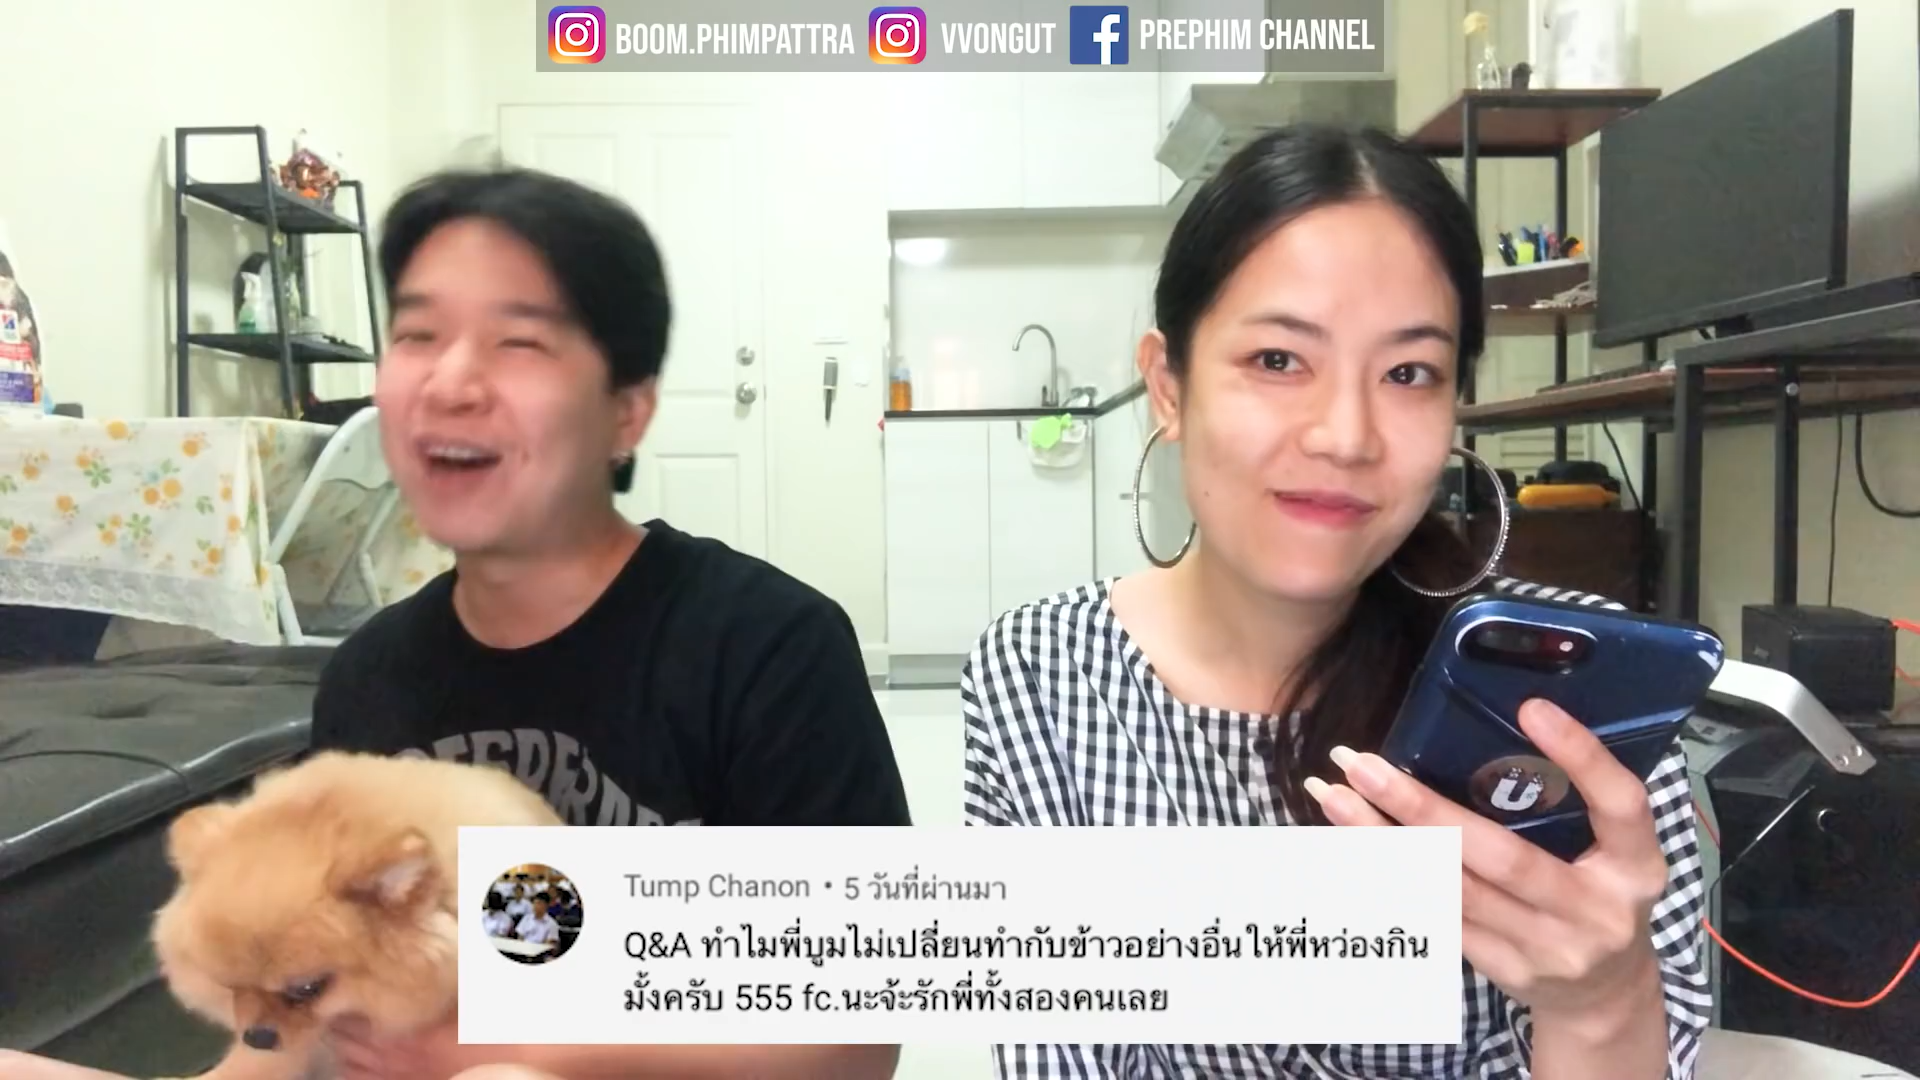 BOOM.PHIMPATTRA VVONGUT PREPHIM CHANNEL
Tump Chanon • 5 วันที่ผ่านมา
Q&A ทำไมพี่บูมไม่เปลี่ยนทำกับข้าวอย่างอื่นให้พี่หว่องกิน
มั้งครับ 555 fc.นะจ้ะรักพี่ทั้งสองคนเลย